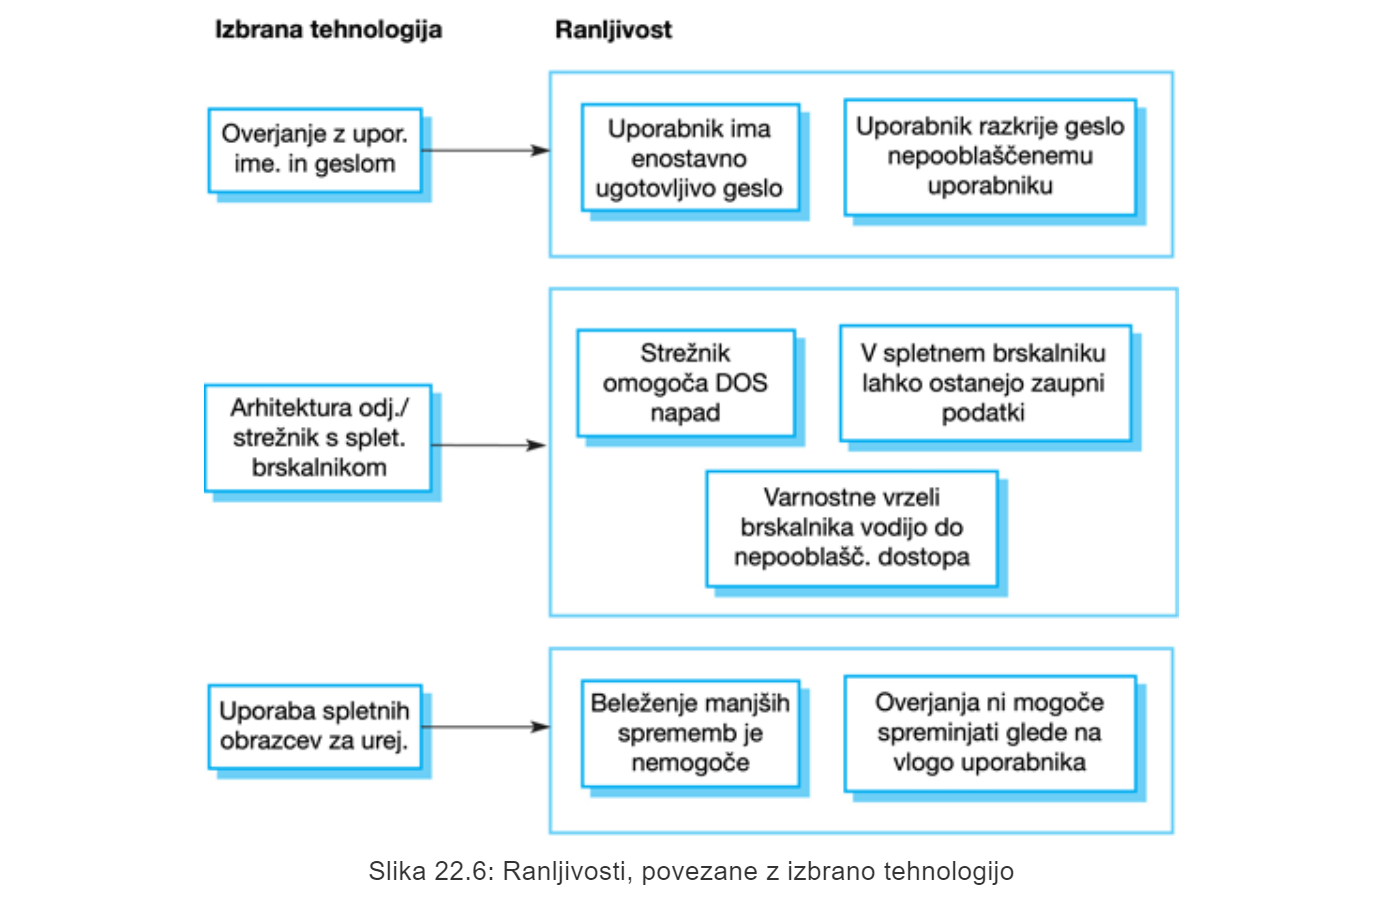 Izbrana tehnologija
Ranljivost
Overjanje z upor.
ime. in geslom
Uporabnik ima
enostavno
ugotovljivo geslo
Uporabnik razkrije geslo
nepooblaščenemu
uporabniku
Arhitektura odj./
strežnik s splet.
brskalnikom
Strežnik
omogoča DOS
napad
V spletnem brskalniku
lahko ostanejo zaupni
podatki
Varnostne vrzeli
brskalnika vodijo do
nepooblašč. dostopa
Uporaba spletnih
obrazcev za urej.
Beleženje manjših
sprememb je
nemogoče
Overjanja ni mogoče
spreminjati glede na
vlogo uporabnika
Slika 22.6: Ranljivosti, povezane z izbrano tehnologijo